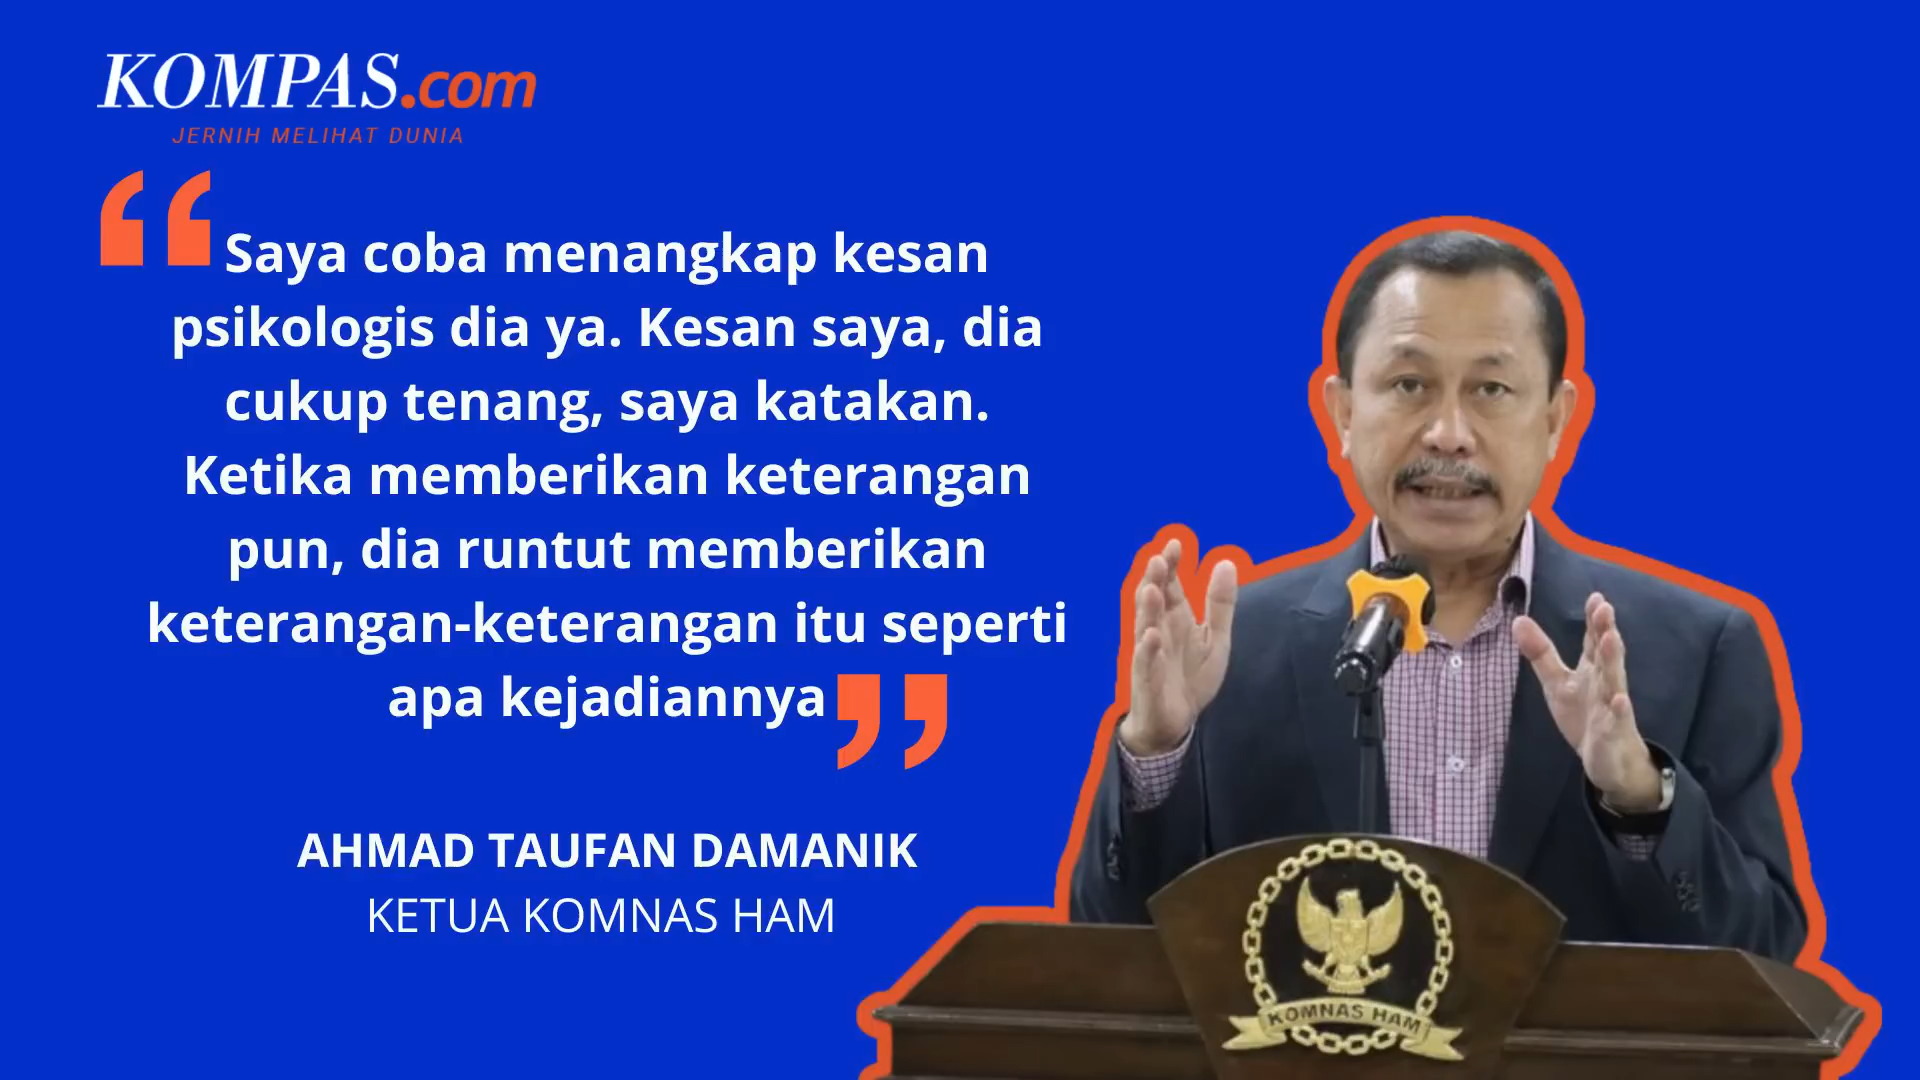 KOMPAS.com
JERNIH MELIHAT DUNIA
“Saya coba menangkap kesan
psikologis dia ya. Kesan saya, dia
cukup tenang, saya katakan.
Ketika memberikan keterangan
pun, dia runtut memberikan
keterangan-keterangan itu seperti
apa kejadiannya”
AHMAD TAUFAN DAMANIK
KETUA KOMNAS HAM
KOMNAS HAM